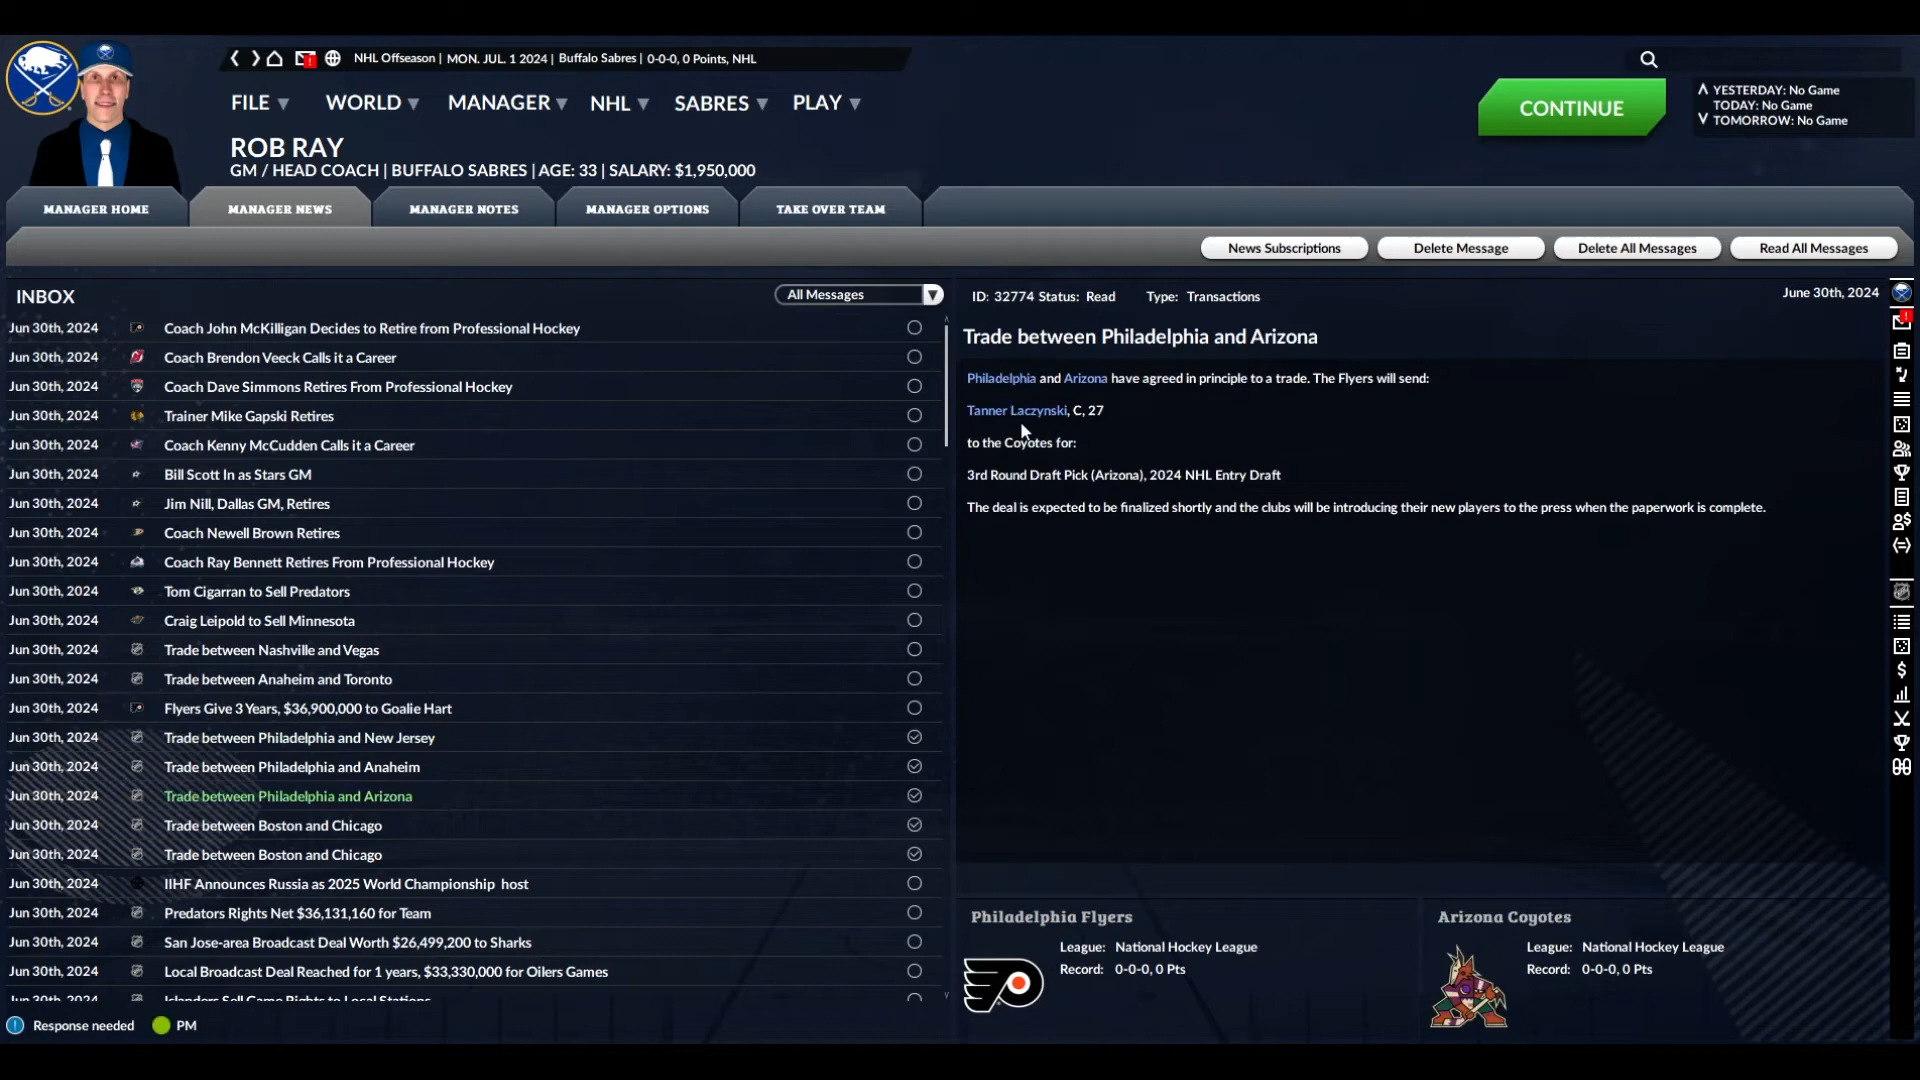 NHL Offseason | MON. JUL. 1 2024 | Buffalo Sabres | 0-0-0, 0 Points, NHL
FILE WORLD MANAGER NHL SABRES PLAY
CONTINUE
YESTERDAY: No Game
TODAY: No Game
TOMORROW: No Game
ROB RAY
GM / HEAD COACH | BUFFALO SABRES | AGE: 33 | SALARY: $1,950,000
MANAGER HOME MANAGER NEWS MANAGER NOTES MANAGER OPTIONS TAKE OVER TEAM
News Subscriptions Delete Message Delete All Messages Read All Messages
INBOX All Messages
Jun 30th, 2024 Coach John McKilligan Decides to Retire from Professional Hockey
Jun 30th, 2024 Coach Brendon Veeck Calls it a Career
Jun 30th, 2024 Coach Dave Simmons Retires From Professional Hockey
Jun 30th, 2024 Trainer Mike Gapski Retires
Jun 30th, 2024 Coach Kenny McCudden Calls it a Career
Jun 30th, 2024 Bill Scott In as Stars GM
Jun 30th, 2024 Jim Nill, Dallas GM, Retires
Jun 30th, 2024 Coach Newell Brown Retires
Jun 30th, 2024 Coach Ray Bennett Retires From Professional Hockey
Jun 30th, 2024 Tom Cigarran to Sell Predators
Jun 30th, 2024 Craig Leipold to Sell Minnesota
Jun 30th, 2024 Trade between Nashville and Vegas
Jun 30th, 2024 Trade between Anaheim and Toronto
Jun 30th, 2024 Flyers Give 3 Years, $36,900,000 to Goalie Hart
Jun 30th, 2024 Trade between Philadelphia and New Jersey
Jun 30th, 2024 Trade between Philadelphia and Anaheim
Jun 30th, 2024 Trade between Philadelphia and Arizona
Jun 30th, 2024 Trade between Boston and Chicago
Jun 30th, 2024 Trade between Boston and Chicago
Jun 30th, 2024 IIHF Announces Russia as 2025 World Championship host
Jun 30th, 2024 Predators Rights Net $36,131,160 for Team
Jun 30th, 2024 San Jose-area Broadcast Deal Worth $26,499,200 to Sharks
Jun 30th, 2024 Local Broadcast Deal Reached for 1 years, $33,330,000 for Oilers Games
Jun 30th, 2024 Islanders Sell Game Rights to Local Stations
Response needed PM
ID: 32774 Status: Read Type: Transactions June 30th, 2024
Trade between Philadelphia and Arizona
Philadelphia and Arizona have agreed in principle to a trade. The Flyers will send:
Tanner Laczynski, C, 27
to the Coyotes for:
3rd Round Draft Pick (Arizona), 2024 NHL Entry Draft
The deal is expected to be finalized shortly and the clubs will be introducing their new players to the press when the paperwork is complete.
Philadelphia Flyers
League: National Hockey League
Record: 0-0-0, 0 Pts
Arizona Coyotes
League: National Hockey League
Record: 0-0-0, 0 Pts